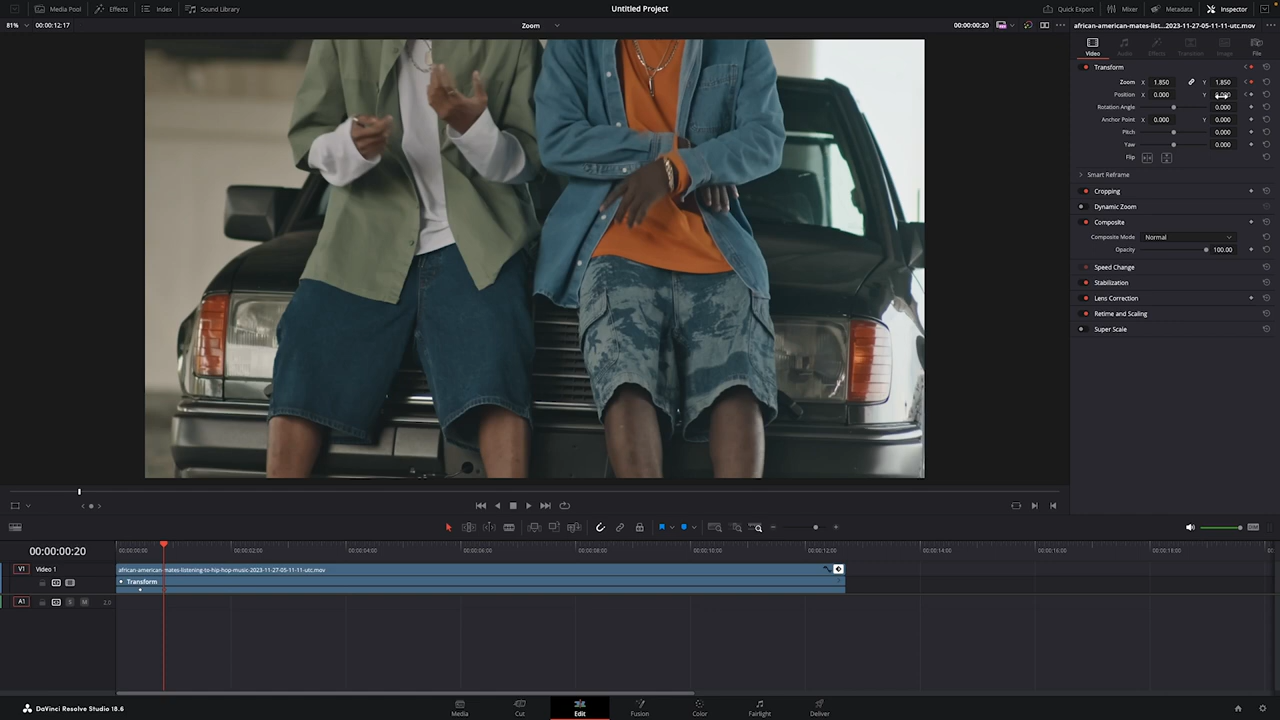 Media Pool Effects Index Sound Library Untitled Project Quick Export Mixer Metadata Inspector
81% 00:00:12:17 Zoom 00:00:00:20 african-american-mates-list...2023-11-27-05-11-11-utc.mov
Video Audio Effects Transition Image File
Transform
Zoom X 1.850 Y 1.850
Position X 0.000 Y
Rotation Angle 0.000
Anchor Point X 0.000 Y 0.000
Pitch 0.000
Yaw 0.000
Flip
Smart Reframe
Cropping
Dynamic Zoom
Composite
Composite Mode Normal
Opacity 100.00
Speed Change
Stabilization
Lens Correction
Retime and Scaling
Super Scale
00:00:00:20 00:00:00:00 00:00:02:00 00:00:04:00 00:00:06:00 00:00:08:00 00:00:10:00 00:00:12:00 00:00:14:00 00:00:16:00 00:00:18:00
V1 Video 1 african-american-mates-listening-to-hip-hop-music-2023-11-27-05-11-11-utc.mov
Transform
A1 S M 2.0
DaVinci Resolve Studio 18.6 Media Cut Edit Fusion Color Fairlight Deliver